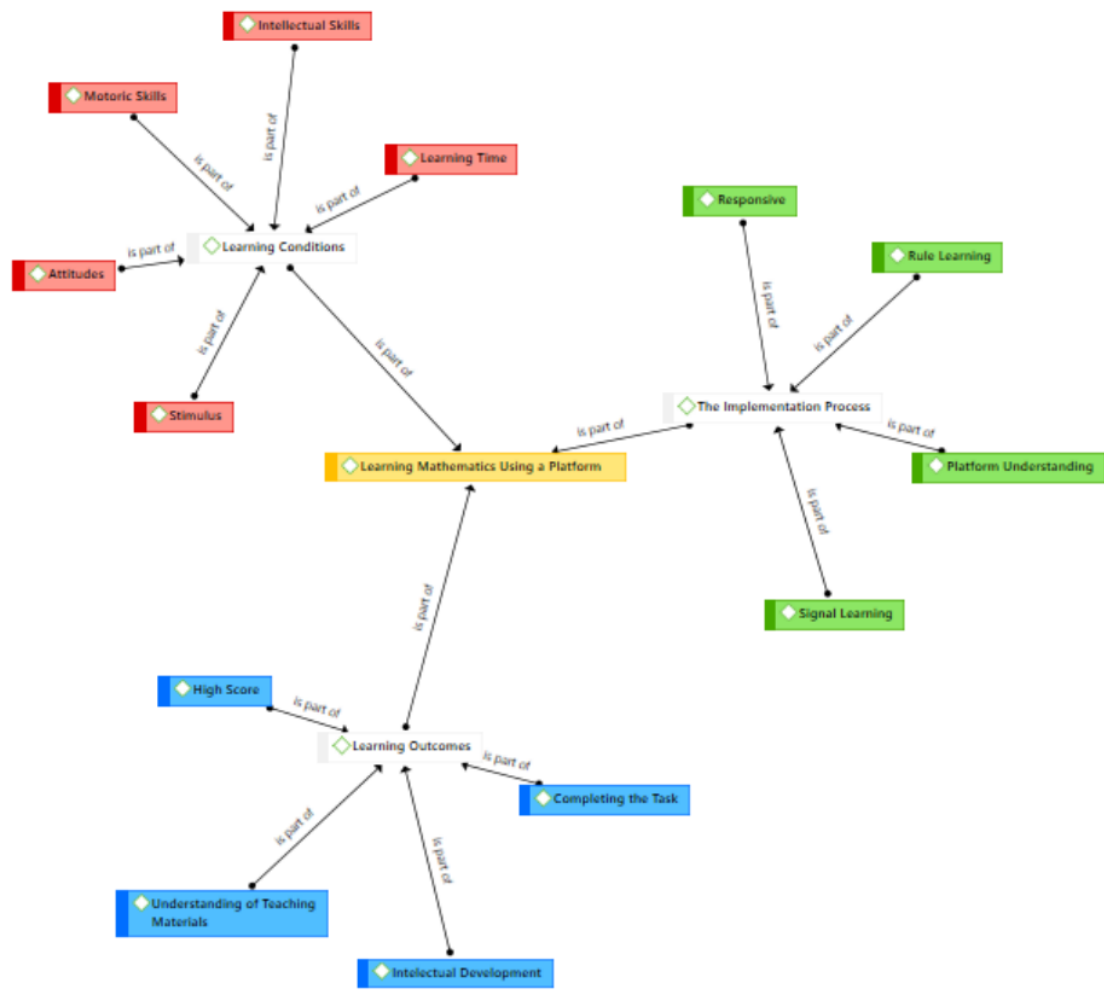 Intellectual Skills
Motoric Skills
is part of
is part of
Learning Time
is part of
Learning Conditions
is part of
Attitudes
is part of
Stimulus
is part of
Responsive
Rule Learning
is part of
is part of
The Implementation Process
is part of
is part of
Learning Mathematics Using a Platform
Platform Understanding
is part of
Signal Learning
is part of
High Score
is part of
Learning Outcomes
is part of
Completing the Task
is part of
is part of
Understanding of Teaching
Materials
Intelectual Development